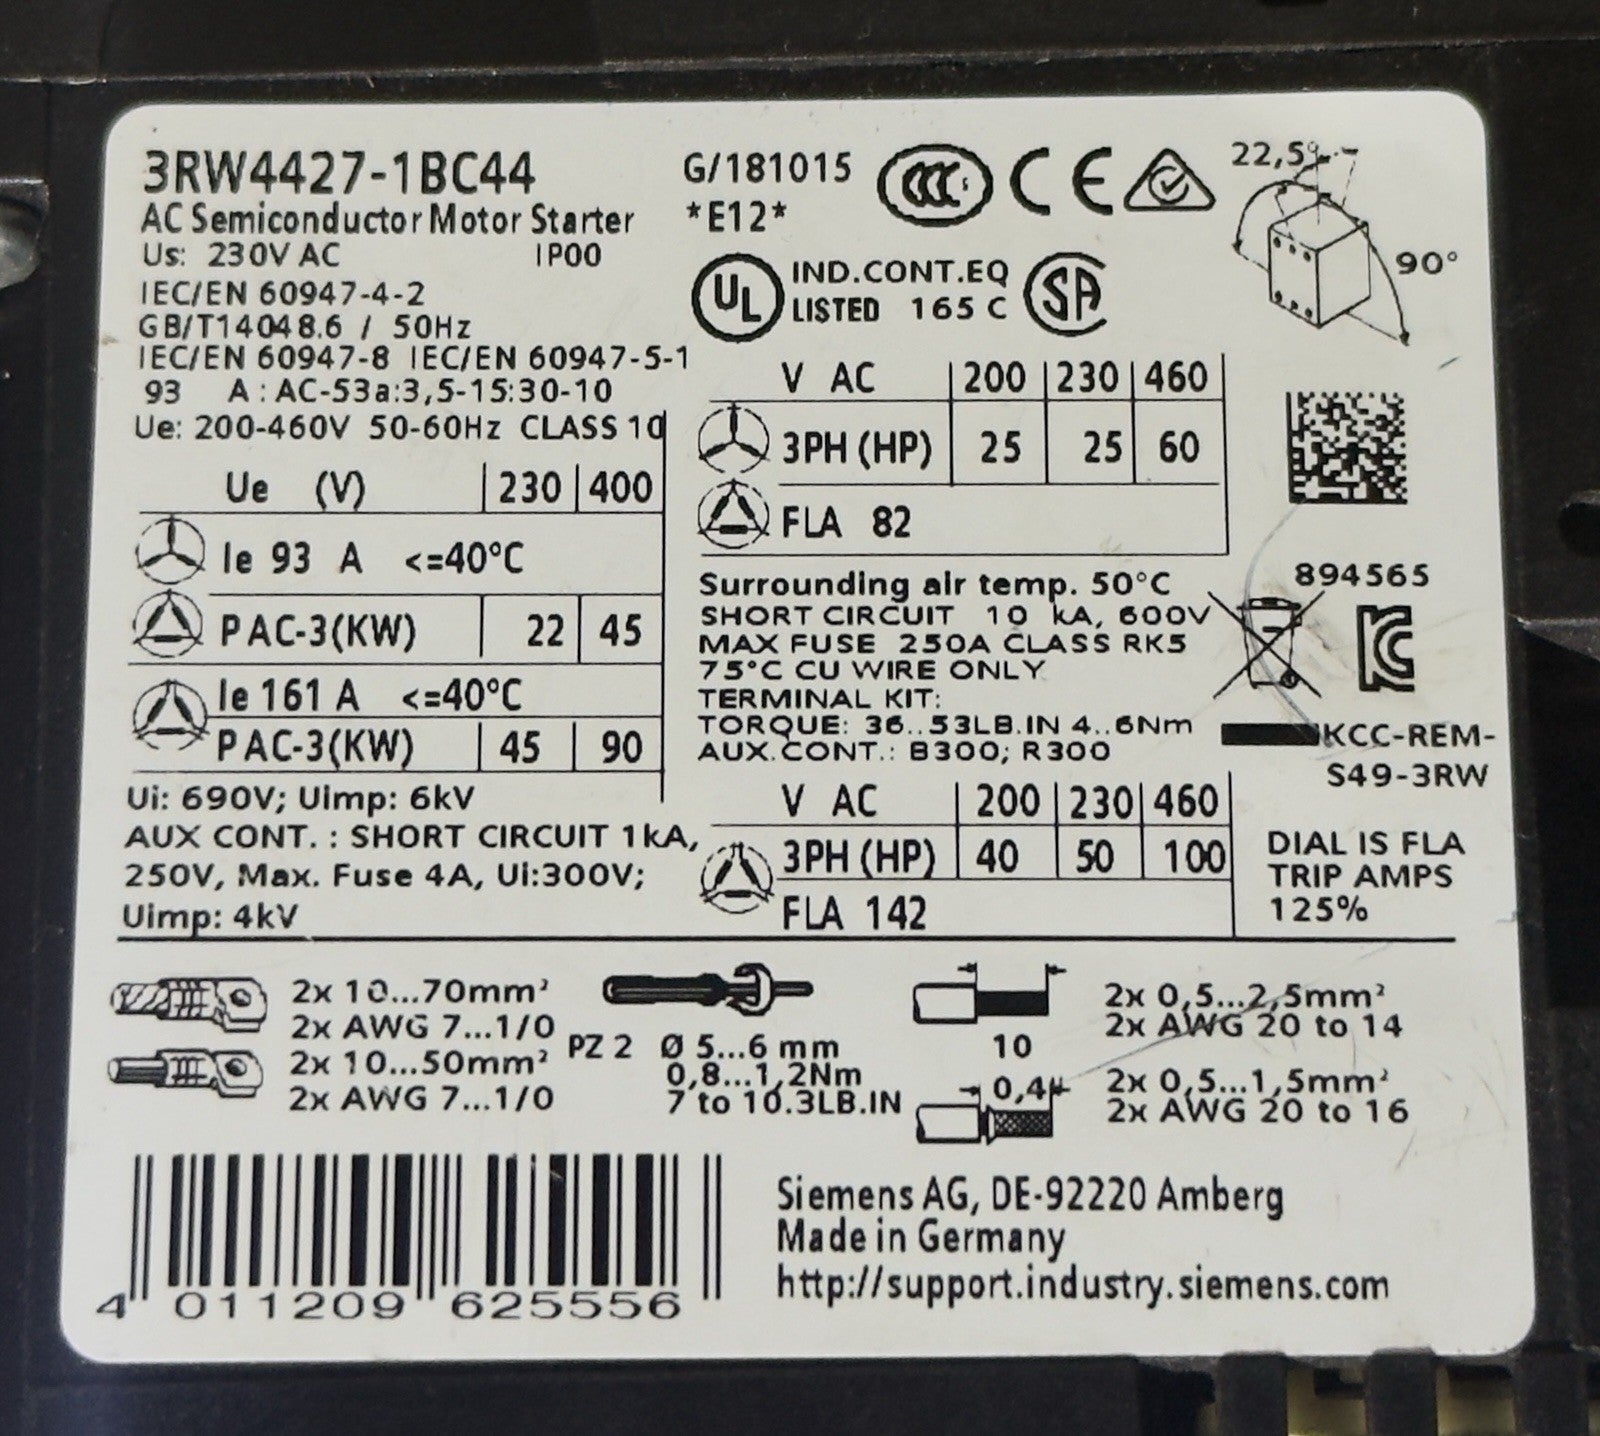 3RW4427-1BC44
AC Semiconductor Motor Starter
Us: 230V AC IP00
IEC/EN 60947-4-2
GB/T14048.6 / 50Hz
IEC/EN 60947-8 IEC/EN 60947-5-1
93 A : AC-53a:3,5-15:30-10
Ue: 200-460V 50-60Hz CLASS 10
Ue (V) 230 400
Ie 93 A <=40°C
P AC-3(KW) 22 45
Ie 161 A <=40°C
P AC-3(KW) 45 90
Ui: 690V; Uimp: 6kV
AUX CONT. : SHORT CIRCUIT 1kA,
250V, Max. Fuse 4A, Ui:300V;
Uimp: 4kV
G/181015
*E12*
CCC S
CE
UL
IND.CONT.EQ
LISTED 165 C
SA
22,5°
90°
V AC 200 230 460
3PH (HP) 25 25 60
FLA 82
Surrounding air temp. 50°C
SHORT CIRCUIT 10 kA, 600V
MAX FUSE 250A CLASS RK5
75°C CU WIRE ONLY
TERMINAL KIT:
TORQUE: 36..53LB.IN 4..6Nm
AUX.CONT.: B300; R300
894565
KCC-REM-
S49-3RW
V AC 200 230 460
3PH (HP) 40 50 100
FLA 142
DIAL IS FLA
TRIP AMPS
125%
2x 10...70mm²
2x AWG 7...1/0
2x 10...50mm²
2x AWG 7...1/0
PZ 2 Ø 5...6 mm
0,8...1,2Nm
7 to 10.3LB.IN
10
2x 0,5...2,5mm²
2x AWG 20 to 14
0,4
2x 0,5...1,5mm²
2x AWG 20 to 16
4 011209 625556
Siemens AG, DE-92220 Amberg
Made in Germany
http://support.industry.siemens.com